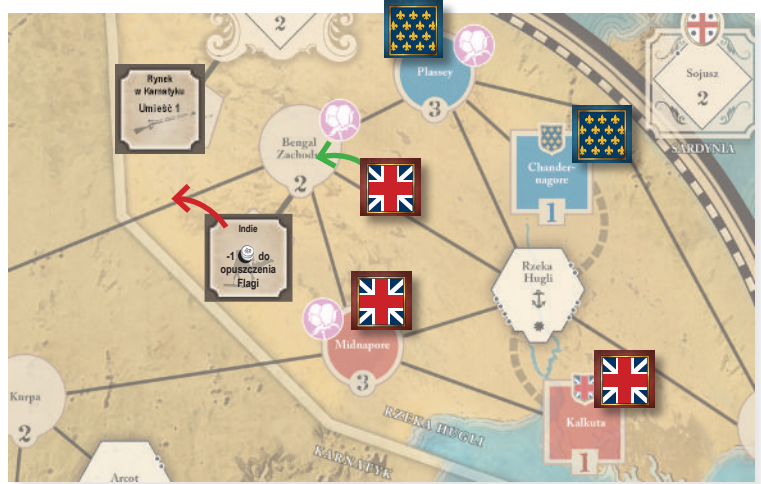 2
Plassey
3
Sojusz
2
SARDYNIA
Rynek
w Karnatyku
Umieść 1
Bengal
Zachodni
2
Chander-
nagore
1
Indie
-1 do
opuszczenia
Flagi
Rzeka
Hugli
Midnapore
3
Kurpa
2
RZEKA HUGLI
KARNATYK
Kalkuta
1
Arcot